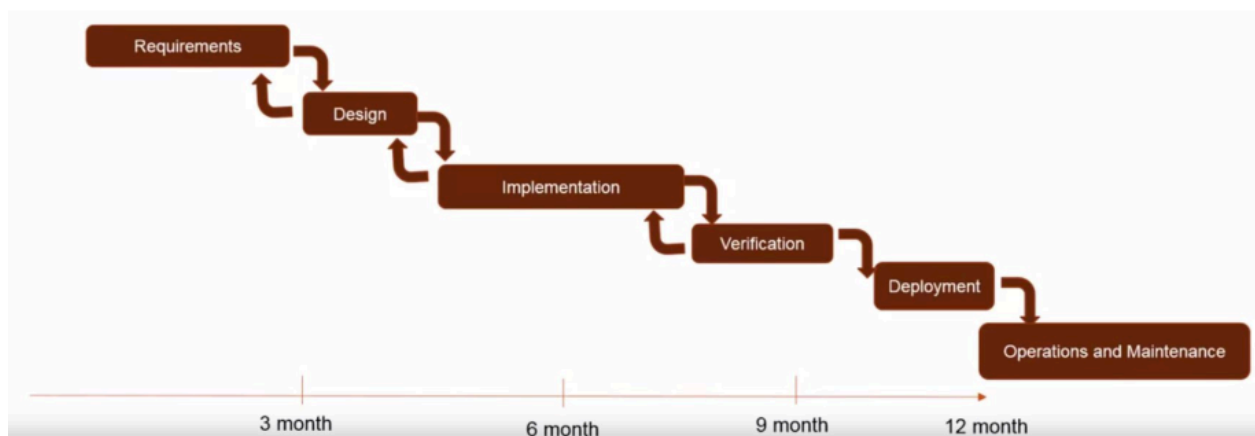 Requirements
Design
Implementation
Verification
Deployment
Operations and Maintenance
3 month
6 month
9 month
12 month